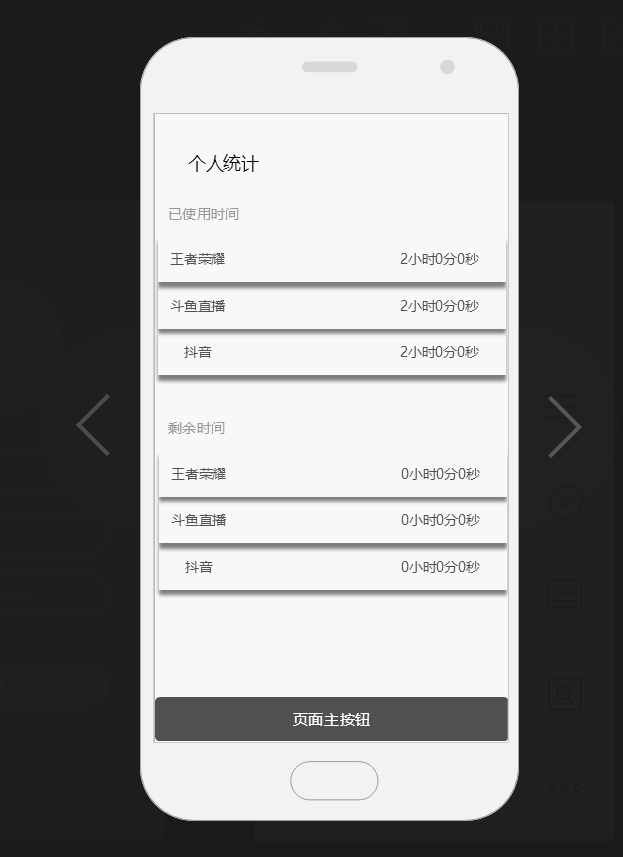 个人统计
已使用时间
王者荣耀 2小时0分0秒
斗鱼直播 2小时0分0秒
抖音 2小时0分0秒
剩余时间
王者荣耀 0小时0分0秒
斗鱼直播 0小时0分0秒
抖音 0小时0分0秒
页面主按钮
UP